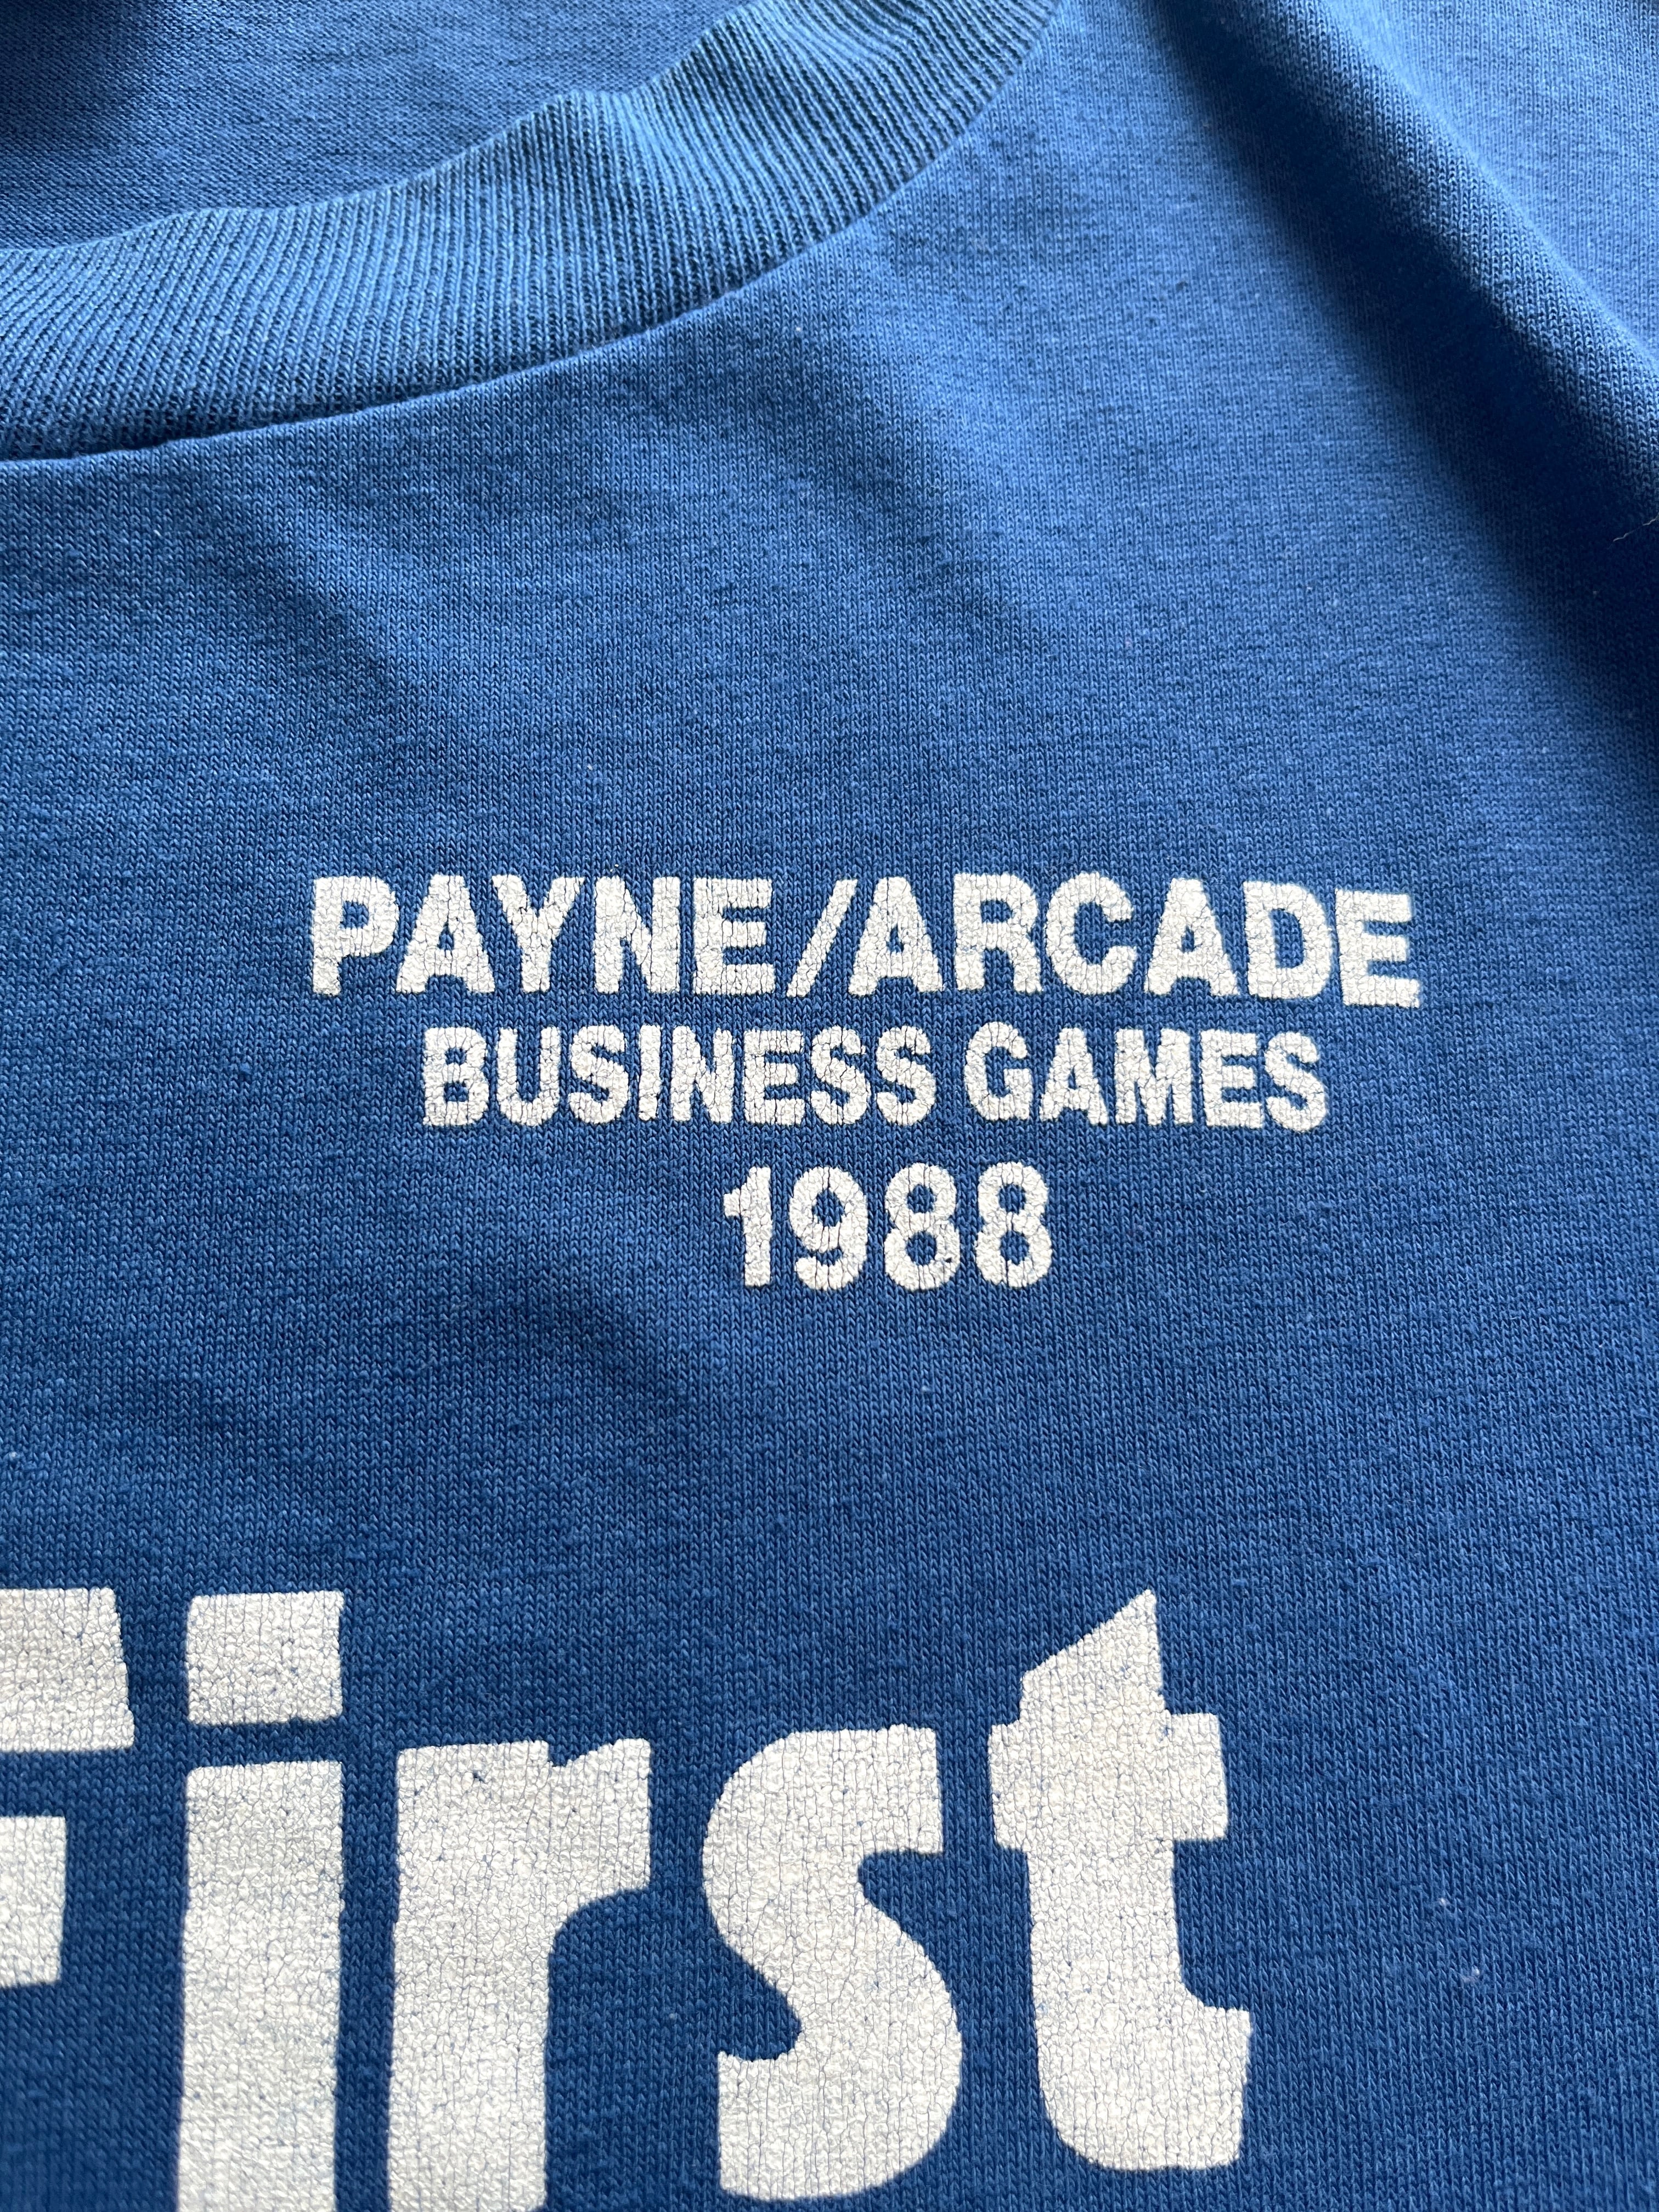 PAYNE/ARCADE
BUSINESS GAMES
1988
First